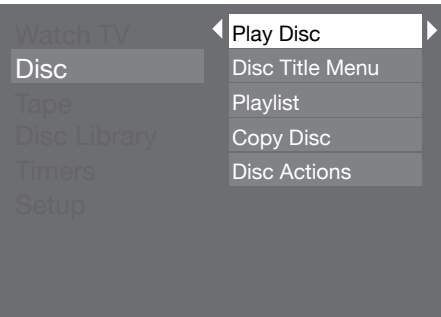 Watch TV
Disc
Tape
Disc Library
Timers
Setup
Play Disc
Disc Title Menu
Playlist
Copy Disc
Disc Actions